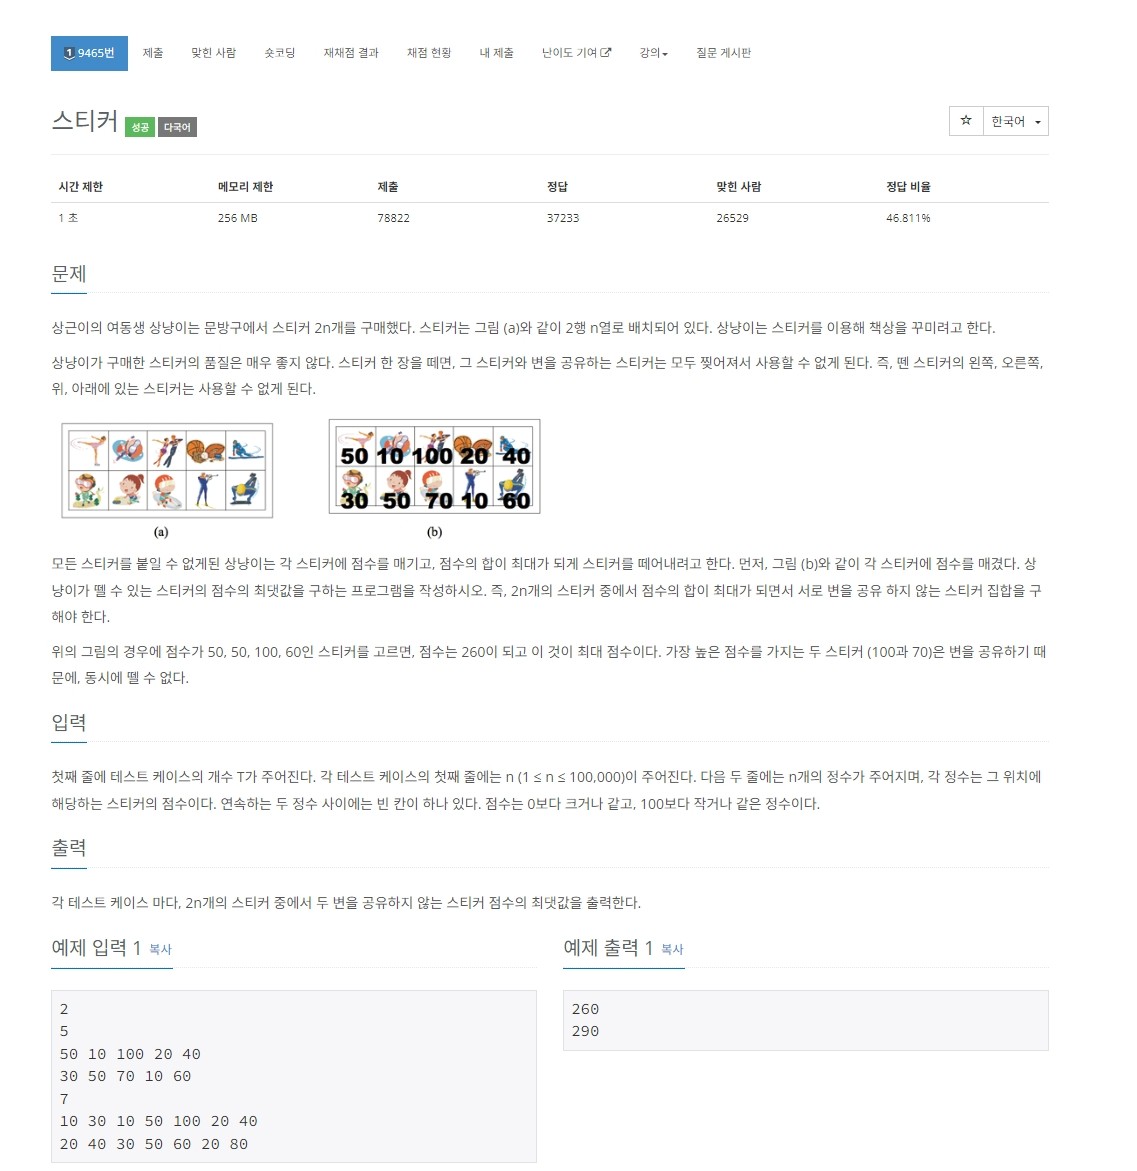 1 9465번 제출 맞힌 사람 숏코딩 재채점 결과 채점 현황 내 제출 난이도 기여 강의 질문 게시판
스티커 성공 다국어 ☆ 한국어
시간 제한 메모리 제한 제출 정답 맞힌 사람 정답 비율
1 초 256 MB 78822 37233 26529 46.811%
문제
상근이의 여동생 상냥이는 문방구에서 스티커 2n개를 구매했다. 스티커는 그림 (a)와 같이 2행 n열로 배치되어 있다. 상냥이는 스티커를 이용해 책상을 꾸미려고 한다.
상냥이가 구매한 스티커의 품질은 매우 좋지 않다. 스티커 한 장을 떼면, 그 스티커와 변을 공유하는 스티커는 모두 찢어져서 사용할 수 없게 된다. 즉, 뗀 스티커의 왼쪽, 오른쪽,
위, 아래에 있는 스티커는 사용할 수 없게 된다.
50 10 100 20 40
30 50 70 10 60
(a) (b)
모든 스티커를 붙일 수 없게된 상냥이는 각 스티커에 점수를 매기고, 점수의 합이 최대가 되게 스티커를 떼어내려고 한다. 먼저, 그림 (b)와 같이 각 스티커에 점수를 매겼다. 상
냥이가 뗄 수 있는 스티커의 점수의 최댓값을 구하는 프로그램을 작성하시오. 즉, 2n개의 스티커 중에서 점수의 합이 최대가 되면서 서로 변을 공유 하지 않는 스티커 집합을 구
해야 한다.
위의 그림의 경우에 점수가 50, 50, 100, 60인 스티커를 고르면, 점수는 260이 되고 이 것이 최대 점수이다. 가장 높은 점수를 가지는 두 스티커 (100과 70)은 변을 공유하기 때
문에, 동시에 뗄 수 없다.
입력
첫째 줄에 테스트 케이스의 개수 T가 주어진다. 각 테스트 케이스의 첫째 줄에는 n (1 ≤ n ≤ 100,000)이 주어진다. 다음 두 줄에는 n개의 정수가 주어지며, 각 정수는 그 위치에
해당하는 스티커의 점수이다. 연속하는 두 정수 사이에는 빈 칸이 하나 있다. 점수는 0보다 크거나 같고, 100보다 작거나 같은 정수이다.
출력
각 테스트 케이스 마다, 2n개의 스티커 중에서 두 변을 공유하지 않는 스티커 점수의 최댓값을 출력한다.
예제 입력 1 복사
2
5
50 10 100 20 40
30 50 70 10 60
7
10 30 10 50 100 20 40
20 40 30 50 60 20 80
예제 출력 1 복사
260
290